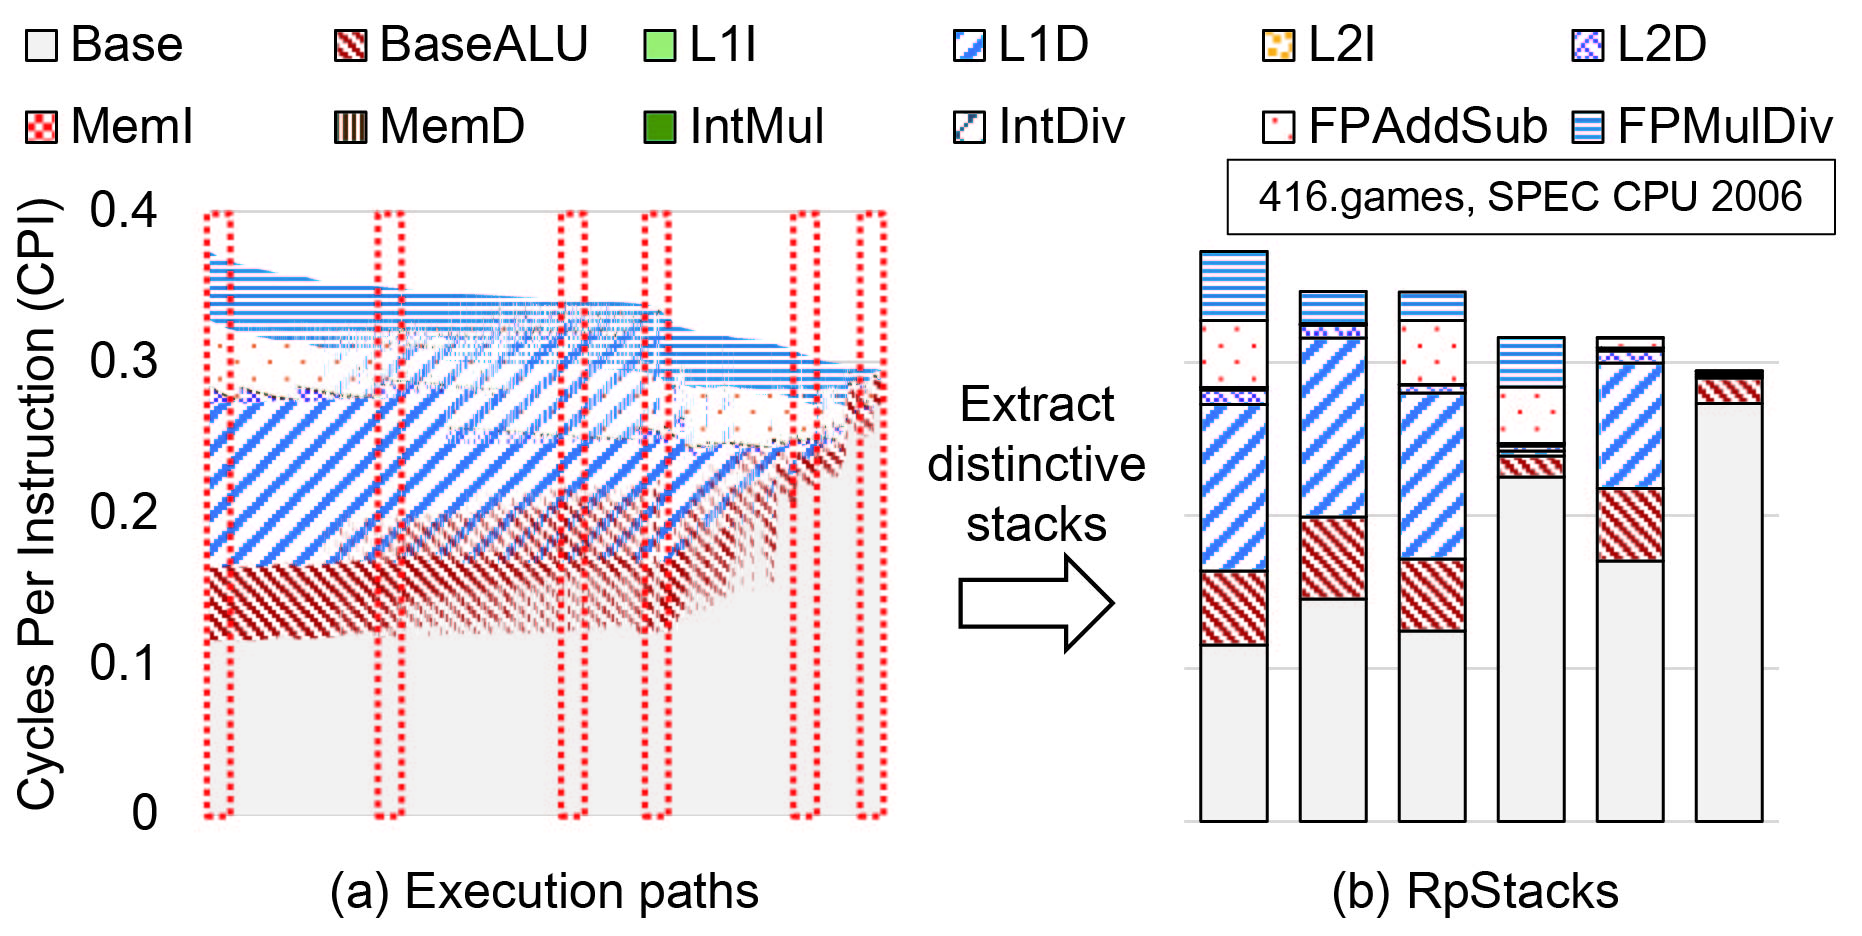 Base BaseALU L1I L1D L2I L2D
MemI MemD IntMul IntDiv FPAddSub FPMulDiv
416.games, SPEC CPU 2006
Cycles Per Instruction (CPI)
0.4
0.3
0.2
0.1
0
Extract
distinctive
stacks
(a) Execution paths
(b) RpStacks